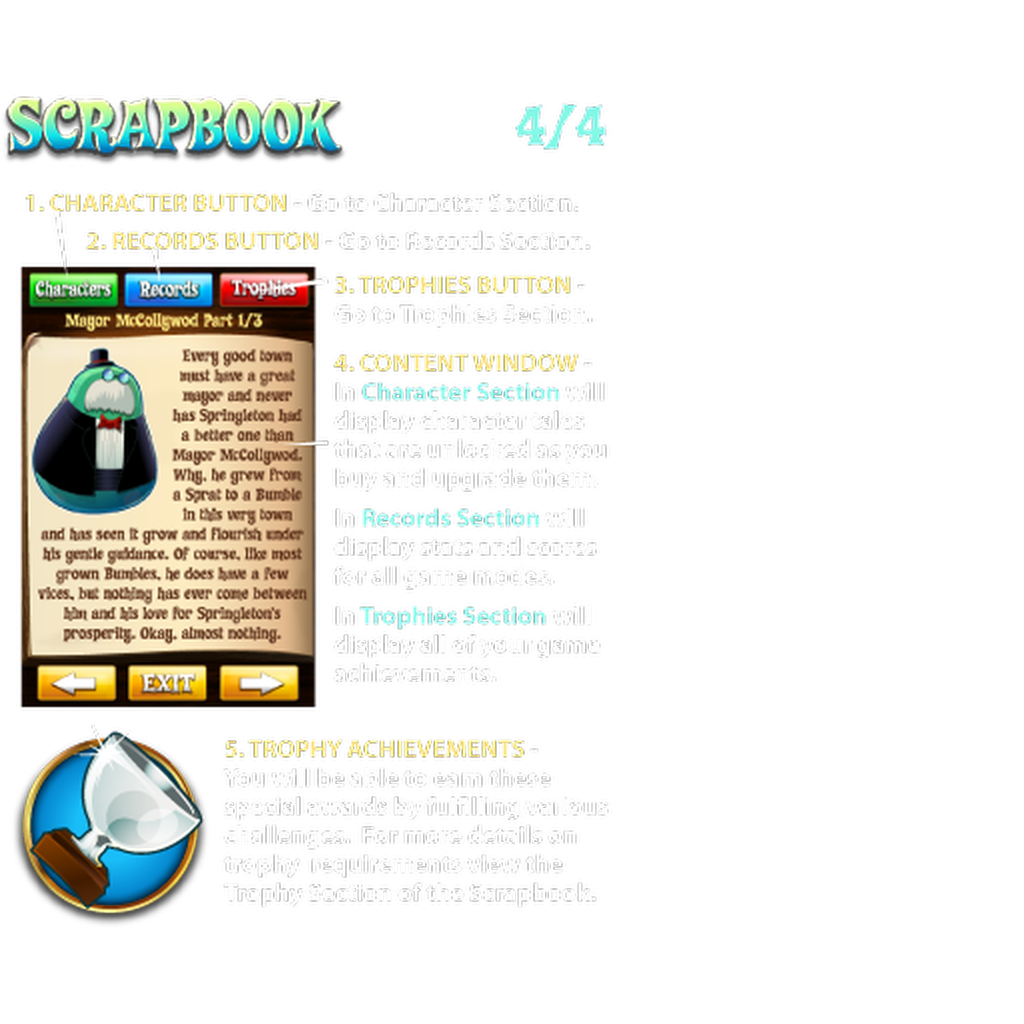 SCRAPBOOK
4/4
1. CHARACTER BUTTON - Go to Character Section.
2. RECORDS BUTTON - Go to Records Section.
Characters
Records
Trophies
3. TROPHIES BUTTON -
Go to Trophies Section.
Mayor McCollywod Part 1/3
Every good town
must have a great
mayor and never
has Springleton had
a better one than
Mayor McCollywod.
Why, he grew from
a Sprat to a Bumble
in this very town
and has seen it grow and flourish under
his gentle guidance. Of course, like most
grown Bumbles, he does have a few
vices, but nothing has ever come between
him and his love for Springleton's
prosperity. Okay, almost nothing.
EXIT
4. CONTENT WINDOW -
In Character Section will
display character tales
that are unlocked as you
buy and upgrade them.
In Records Section will
display stats and scores
for all game modes.
In Trophies Section will
display all of your game
achievements.
5. TROPHY ACHIEVEMENTS -
You will be able to earn these
special awards by fulfilling various
challenges. For more details on
trophy requirements view the
Trophy Section of the Scrapbook.